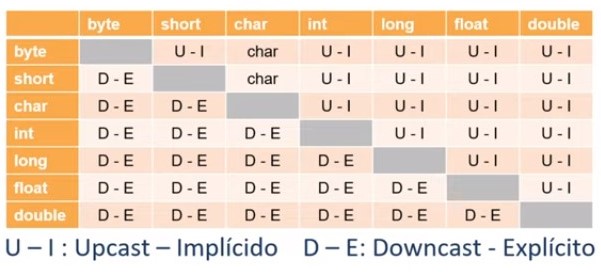 byte short char int long float double
byte U - I char U - I U - I U - I U - I
short D - E char U - I U - I U - I U - I
char D - E D - E U - I U - I U - I U - I
int D - E D - E D - E U - I U - I U - I
long D - E D - E D - E D - E U - I U - I
float D - E D - E D - E D - E D - E U - I
double D - E D - E D - E D - E D - E D - E
U – I : Upcast – Implícido D – E: Downcast - Explícito